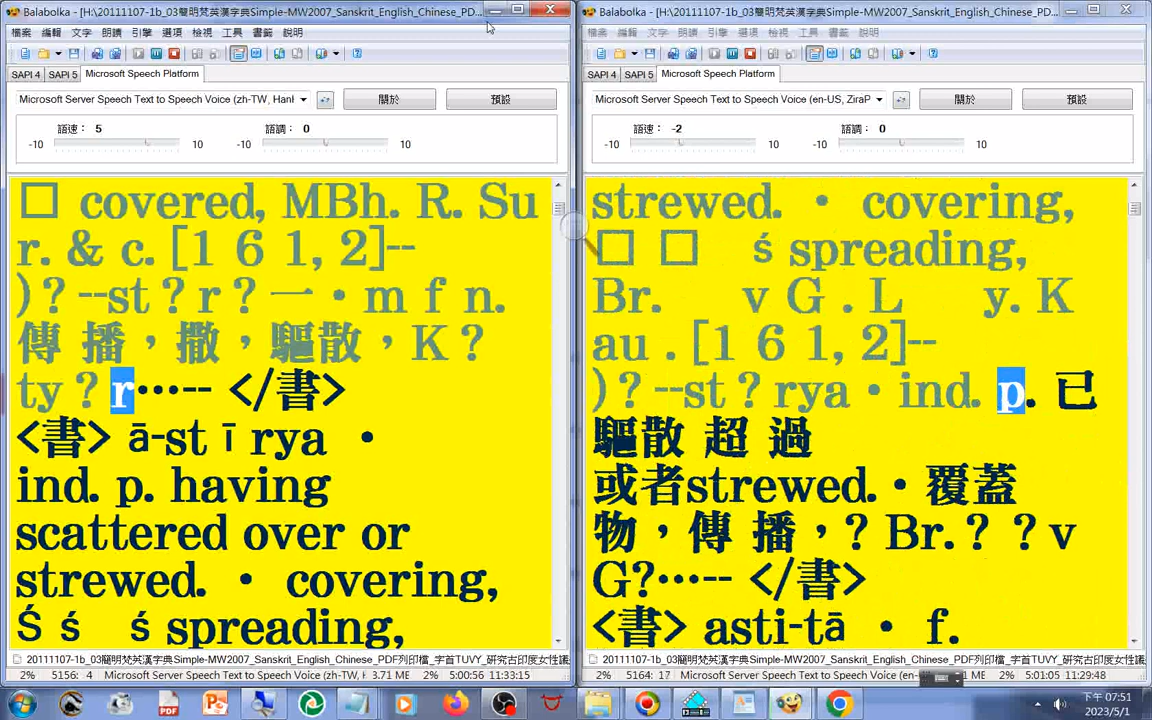 Balabolka - [H:\20111107-1b_03簡明梵英漢字典Simple-MW2007_Sanskrit_English_Chinese_PD...
檔案 編輯 文字 朗讀 引擎 選項 檢視 工具 書籤 說明
SAPI 4 SAPI 5 Microsoft Speech Platform
Microsoft Server Speech Text to Speech Voice (zh-TW, Hanl 關於 預設
語速: 5 語調: 0
-10 10 -10 10
□ covered, MBh. R. Su
r. & c. [1 6 1, 2]--
)？--st？r？一・m f n.
傳 播，撒，驅散，K？
ty？r…-- </書>
<書> ā-st ī rya ・
ind. p. having
scattered over or
strewed. ・ covering,
Ś ś ś spreading,
20111107-1b_03簡明梵英漢字典Simple-MW2007_Sanskrit_English_Chinese_PDF列印檔_字首TUVY_研究古印度女性議
2% 5156: 4 Microsoft Server Speech Text to Speech Voice (zh-TW, 3.71 ME 2% 5:00:56 11:33:15
Balabolka - [H:\20111107-1b_03簡明梵英漢字典Simple-MW2007_Sanskrit_English_Chinese_PD...
檔案 編輯 文字 朗讀 引擎 選項 檢視 工具 書籤 說明
SAPI 4 SAPI 5 Microsoft Speech Platform
Microsoft Server Speech Text to Speech Voice (en-US, ZiraP 關於 預設
語速: -2 語調: 0
-10 10 -10 10
strewed. ・ covering,
□ □ ś spreading,
Br. v G . L y. K
au . [1 6 1, 2]--
)？--st？rya・ind. p. 已
驅散 超 過
或者strewed.・覆蓋
物，傳 播，？Br.？？v
G?…-- </書>
<書> asti-tā ・ f.
20111107-1b_03簡明梵英漢字典Simple-MW2007_Sanskrit_English_Chinese_PDF列印檔_字首TUVY_研究古印度女性議
2% 5164: 17 Microsoft Server Speech Text to Speech Voice ME 2% 5:01:05 11:29:48
下午 07:51
2023/5/1